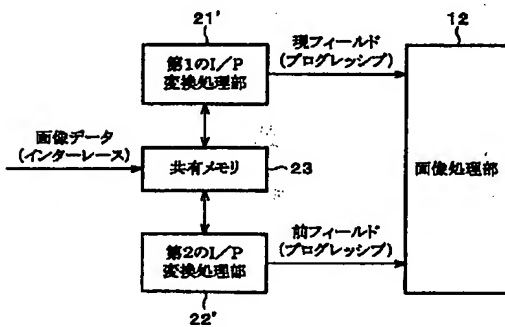 21'
12
第1のI/P
変換処理部
現フィールド
(プログレッシブ)
画像データ
(インターレース)
共有メモリ
23
画像処理部
第2のI/P
変換処理部
前フィールド
(プログレッシブ)
22'